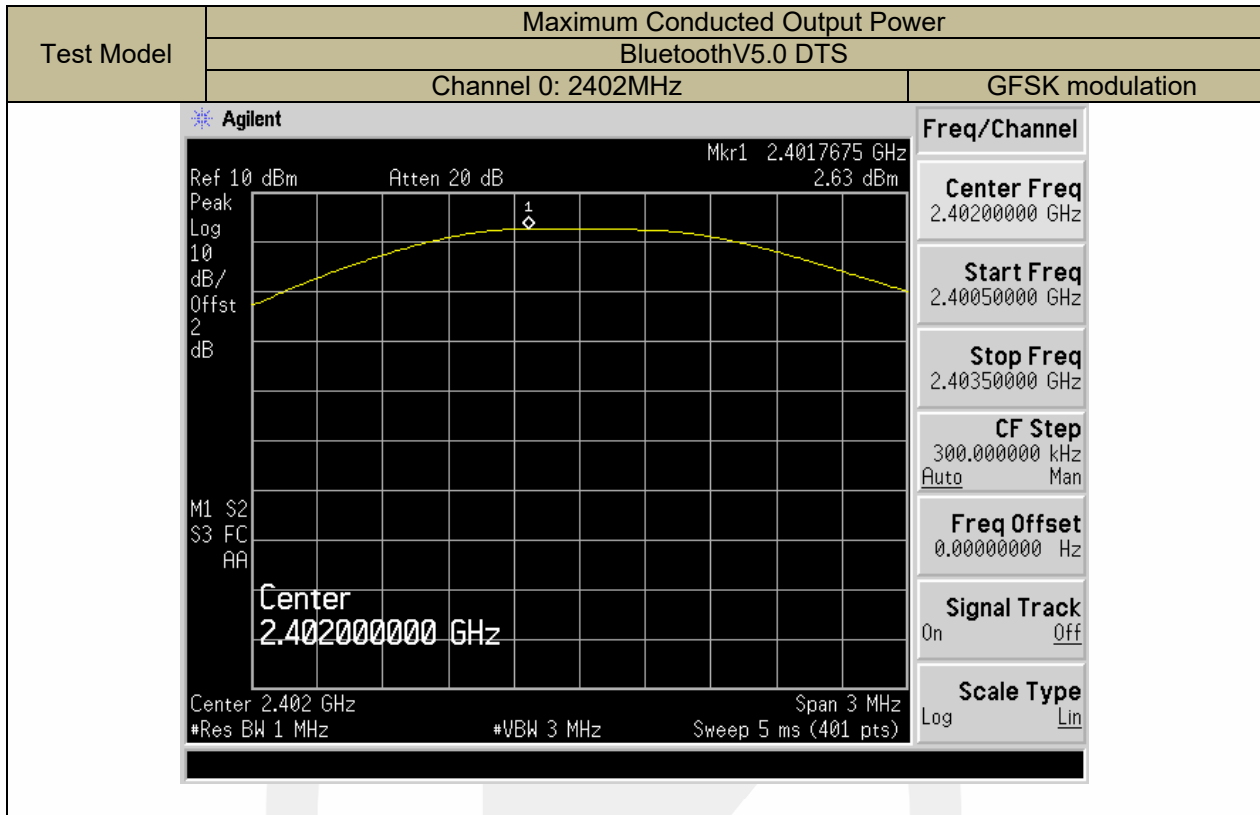 Test Model
Maximum Conducted Output Power
BluetoothV5.0 DTS
Channel 0: 2402MHz
GFSK modulation
Agilent
Mkr1 2.4017675 GHz
Ref 10 dBm Atten 20 dB 2.63 dBm
Peak
Log
10
dB/
Offst
2
dB
1
M1 S2
S3 FC
AA
Center
2.402000000 GHz
Center 2.402 GHz Span 3 MHz
#Res BW 1 MHz #VBW 3 MHz Sweep 5 ms (401 pts)
Freq/Channel
Center Freq
2.40200000 GHz
Start Freq
2.40050000 GHz
Stop Freq
2.40350000 GHz
CF Step
300.000000 kHz
Auto Man
Freq Offset
0.00000000 Hz
Signal Track
On Off
Scale Type
Log Lin